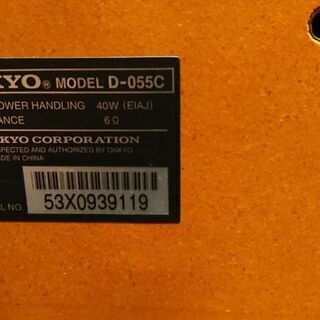 KYO® MODEL D-055C
OWER HANDLING 40W (EIAJ)
ANCE 6Ω
NKYO CORPORATION
SPECTED AND AUTHORIZED BY ONKYO
ADE IN CHINA
L NO 53X0939119